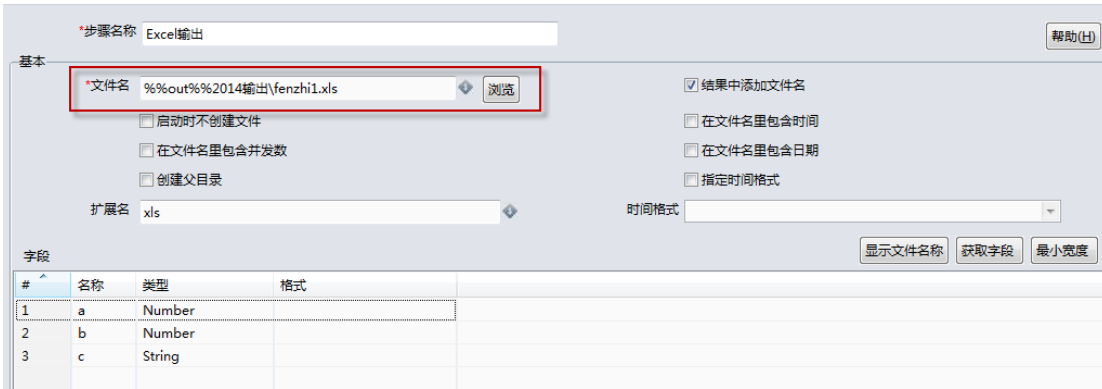 *步骤名称 Excel输出 帮助(H)
基本
*文件名 %%out%%2014输出\fenzhi1.xls 浏览 结果中添加文件名
启动时不创建文件 在文件名里包含时间
在文件名里包含并发数 在文件名里包含日期
创建父目录 指定时间格式
扩展名 xls 时间格式
字段 显示文件名称 获取字段 最小宽度
# 名称 类型 格式
1 a Number
2 b Number
3 c String